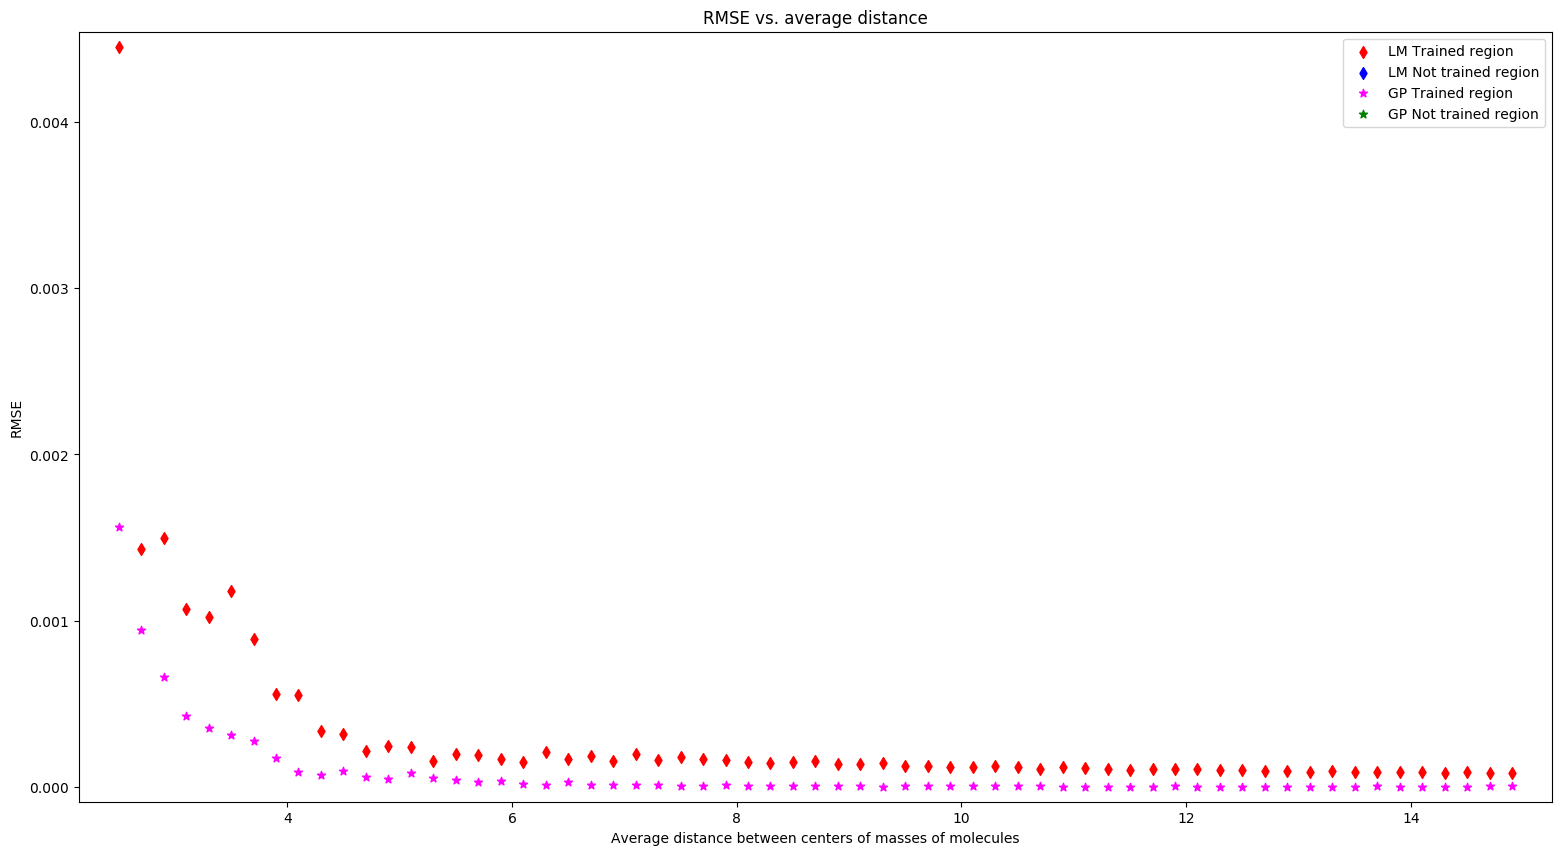 RMSE vs. average distance
LM Trained region
LM Not trained region
GP Trained region
GP Not trained region
0.004
0.003
0.002
0.001
0.000
RMSE
4 6 8 10 12 14
Average distance between centers of masses of molecules